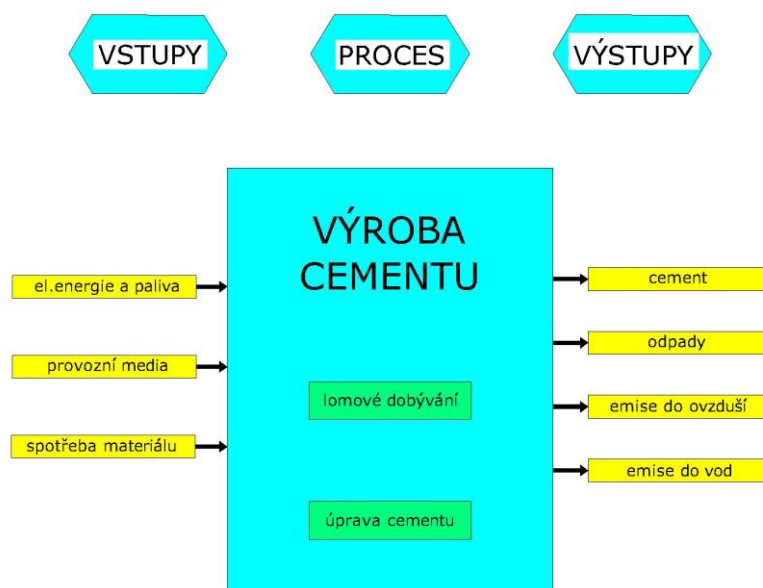 VSTUPY
PROCES
VÝSTUPY
VÝROBA
CEMENTU
el.energie a paliva
provozní media
spotřeba materiálu
lomové dobývání
úprava cementu
cement
odpady
emise do ovzduší
emise do vod